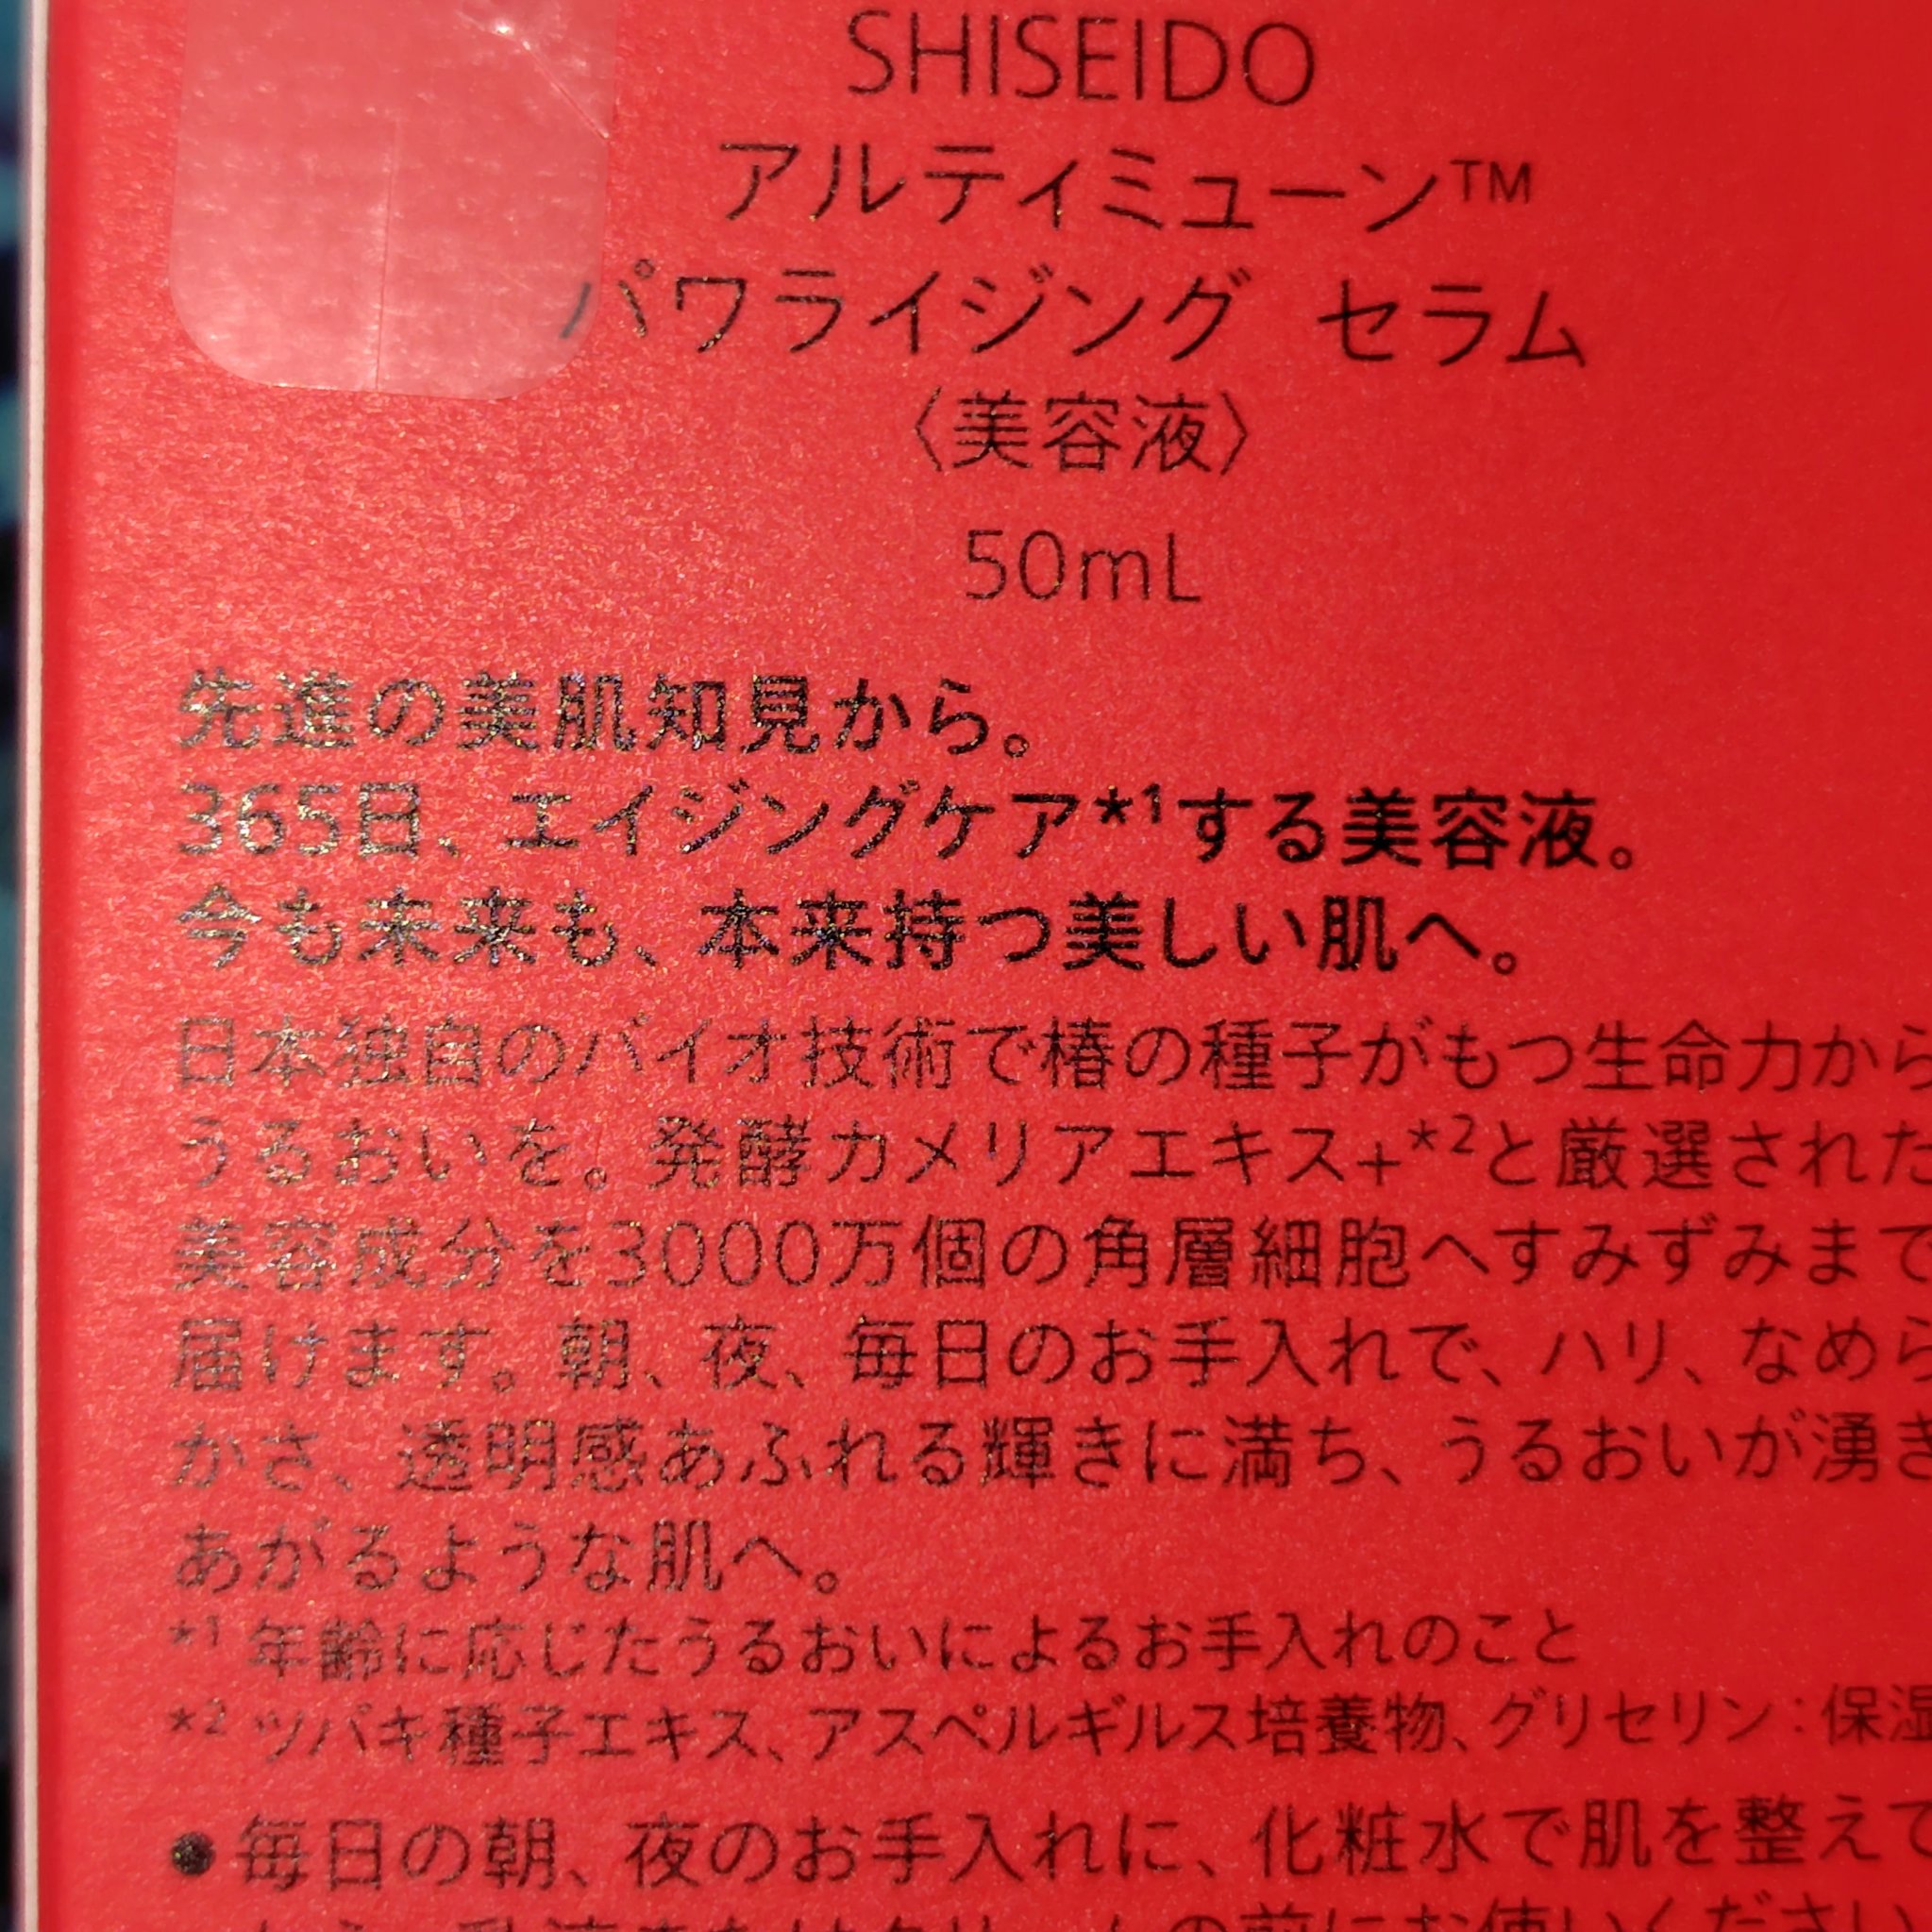 SHISEIDO
アルティミューン™
パワライジング セラム
〈美容液〉
50mL
先進の美肌知見から。
365日、エイジングケア*1する美容液。
今も未来も、本来持つ美しい肌へ。
日本独自のバイオ技術で椿の種子がもつ生命力から
うるおいを。発酵カメリアエキス+*2と厳選された
美容成分を3000万個の角層細胞へすみずみまで
届けます。朝、夜、毎日のお手入れで、ハリ、なめら
かさ、透明感あふれる輝きに満ち、うるおいが湧き
あがるような肌へ。
*1 年齢に応じたうるおいによるお手入れのこと
*2 ツバキ種子エキス、アスペルギルス培養物、グリセリン：保湿
●毎日の朝、夜のお手入れに、化粧水で肌を整えて
の前にお使いください